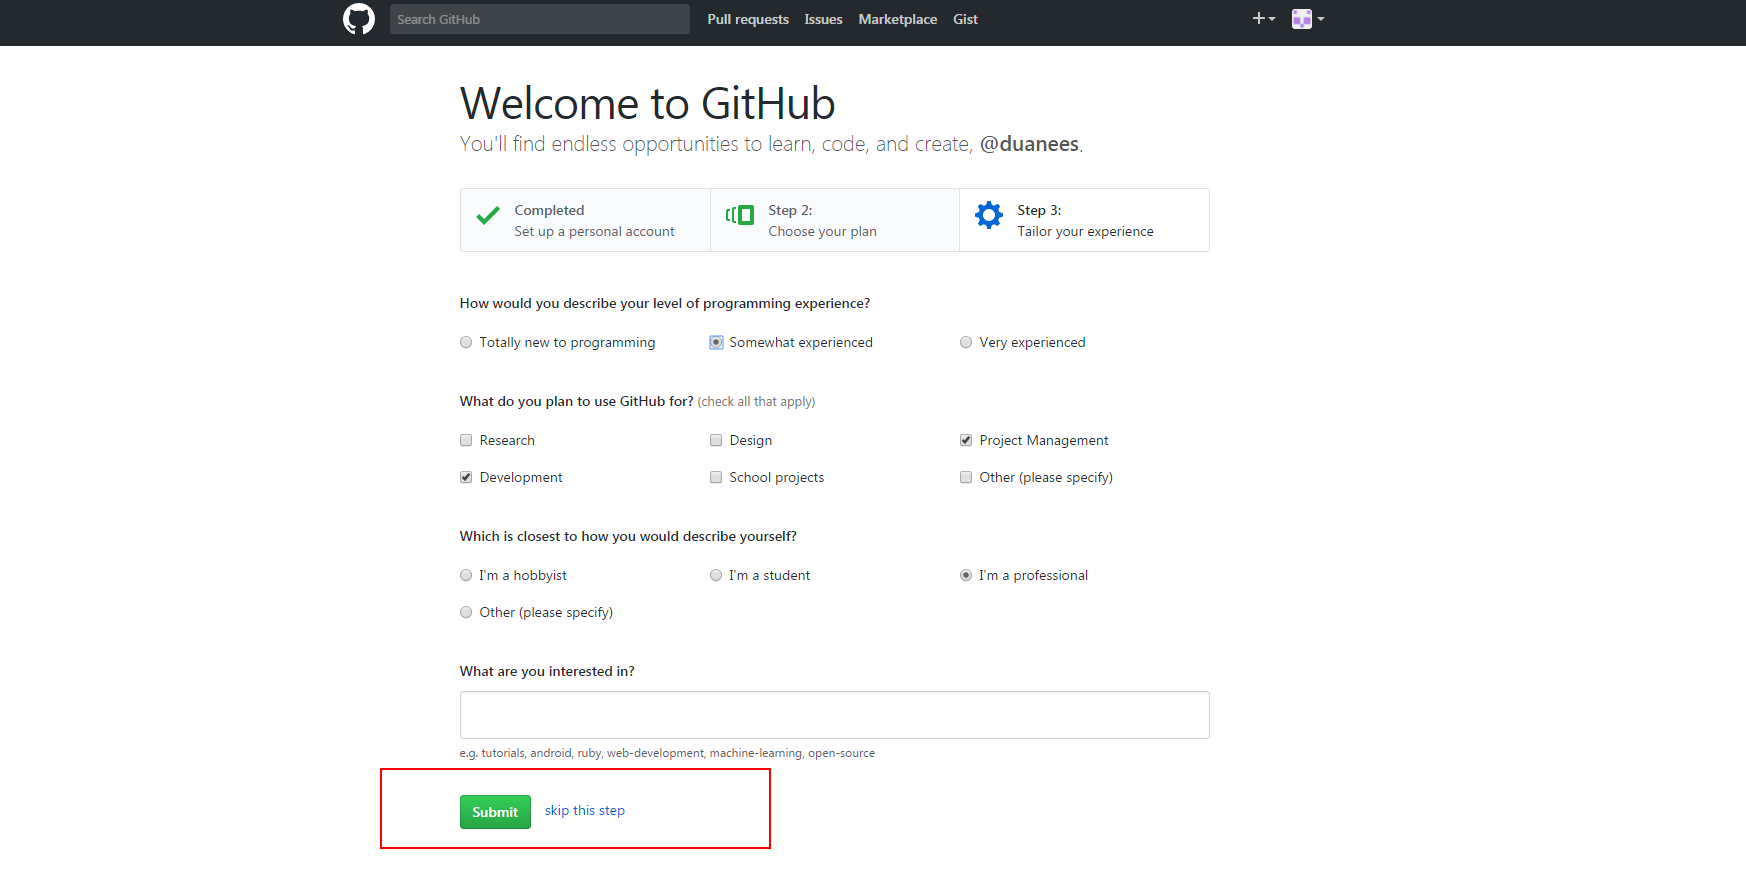 Search GitHub Pull requests Issues Marketplace Gist
Welcome to GitHub
You'll find endless opportunities to learn, code, and create, @duanees.
Completed
Set up a personal account
Step 2:
Choose your plan
Step 3:
Tailor your experience
How would you describe your level of programming experience?
Totally new to programming Somewhat experienced Very experienced
What do you plan to use GitHub for? (check all that apply)
Research Design Project Management
Development School projects Other (please specify)
Which is closest to how you would describe yourself?
I'm a hobbyist I'm a student I'm a professional
Other (please specify)
What are you interested in?
e.g. tutorials, android, ruby, web-development, machine-learning, open-source
Submit skip this step